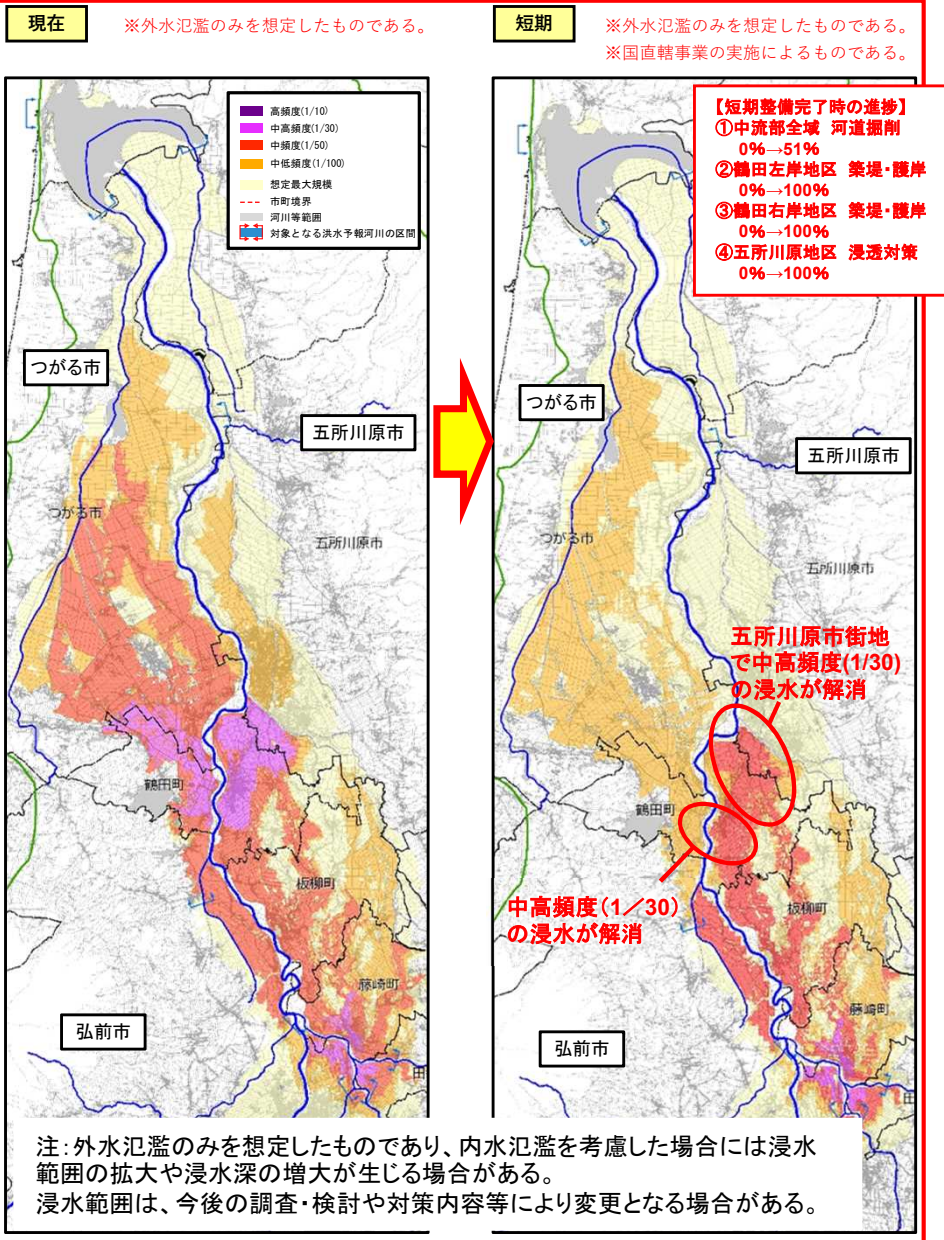 現在
※外水氾濫のみを想定したものである。
短期
※外水氾濫のみを想定したものである。
※国直轄事業の実施によるものである。
高頻度(1/10)
中高頻度(1/30)
中頻度(1/50)
中低頻度(1/100)
想定最大規模
市町境界
河川等範囲
対象となる洪水予報河川の区間
つがる市
五所川原市
つがる市
五所川原市
鶴田町
板柳町
藤崎町
弘前市
田
【短期整備完了時の進捗】
①中流部全域 河道掘削
0%→51%
②鶴田左岸地区 築堤・護岸
0%→100%
③鶴田右岸地区 築堤・護岸
0%→100%
④五所川原地区 浸透対策
0%→100%
つがる市
五所川原市
つがる市
五所川原市
五所川原市街地
で中高頻度(1/30)
の浸水が解消
鶴田町
板柳町
中高頻度(1／30)
の浸水が解消
藤崎町
弘前市
田
注:外水氾濫のみを想定したものであり、内水氾濫を考慮した場合には浸水
範囲の拡大や浸水深の増大が生じる場合がある。
浸水範囲は、今後の調査・検討や対策内容等により変更となる場合がある。